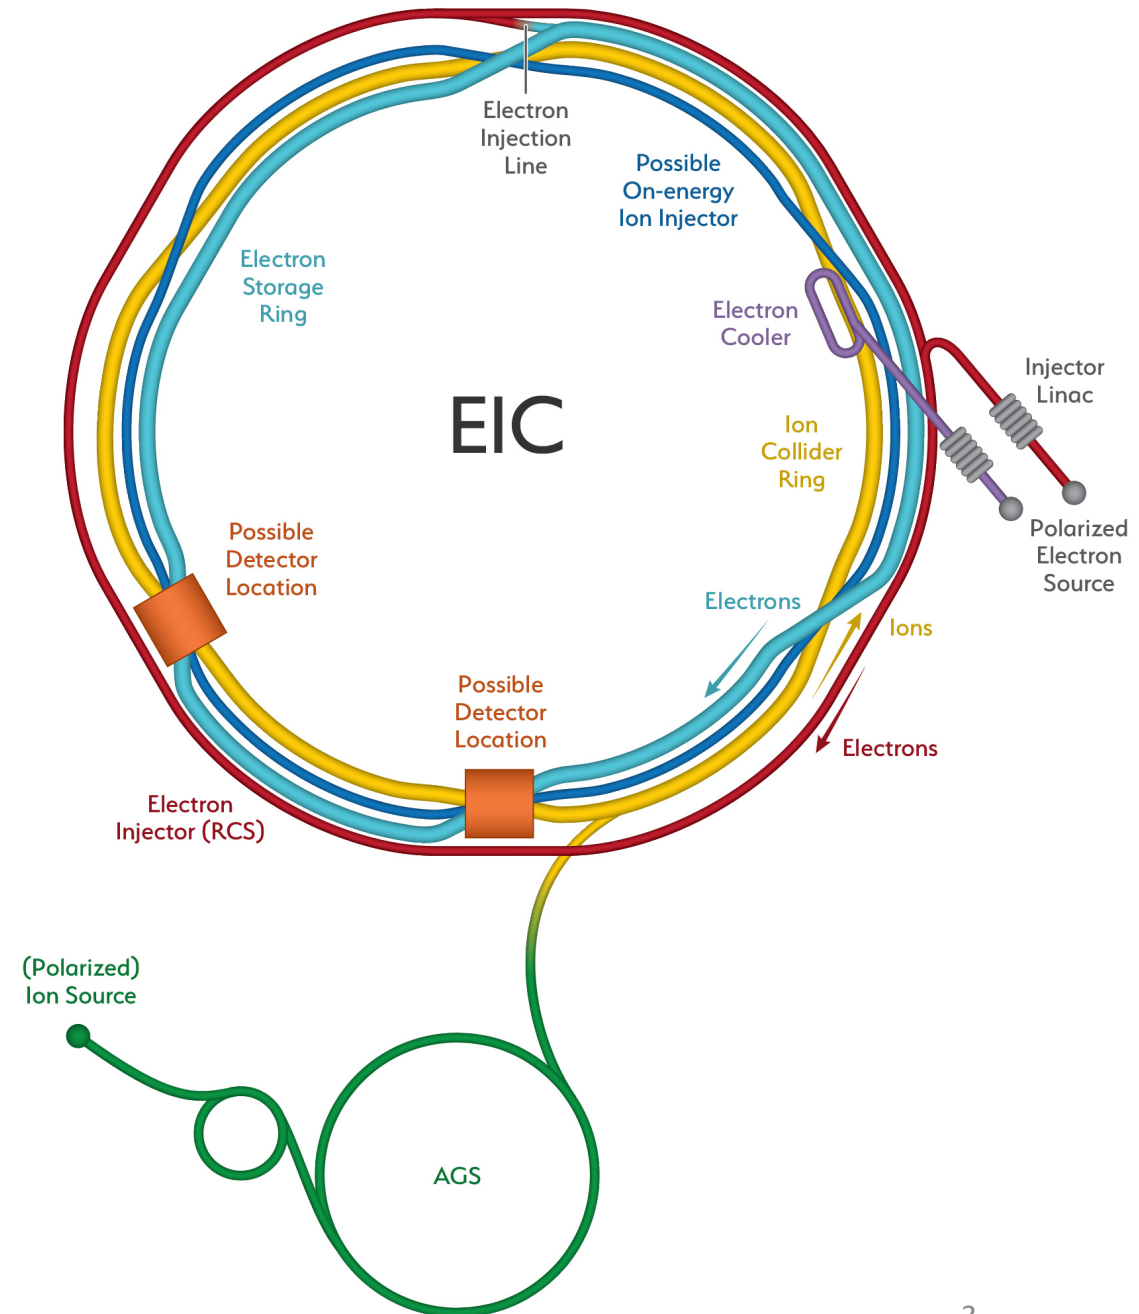 Electron
Injection
Line
Possible
On-energy
Ion Injector
Electron
Storage
Ring
Electron
Cooler
Injector
Linac
EIC
Ion
Collider
Ring
Possible
Detector
Location
Polarized
Electron
Source
Electrons
Ions
Possible
Detector
Location
Electrons
Electron
Injector (RCS)
(Polarized)
Ion Source
AGS